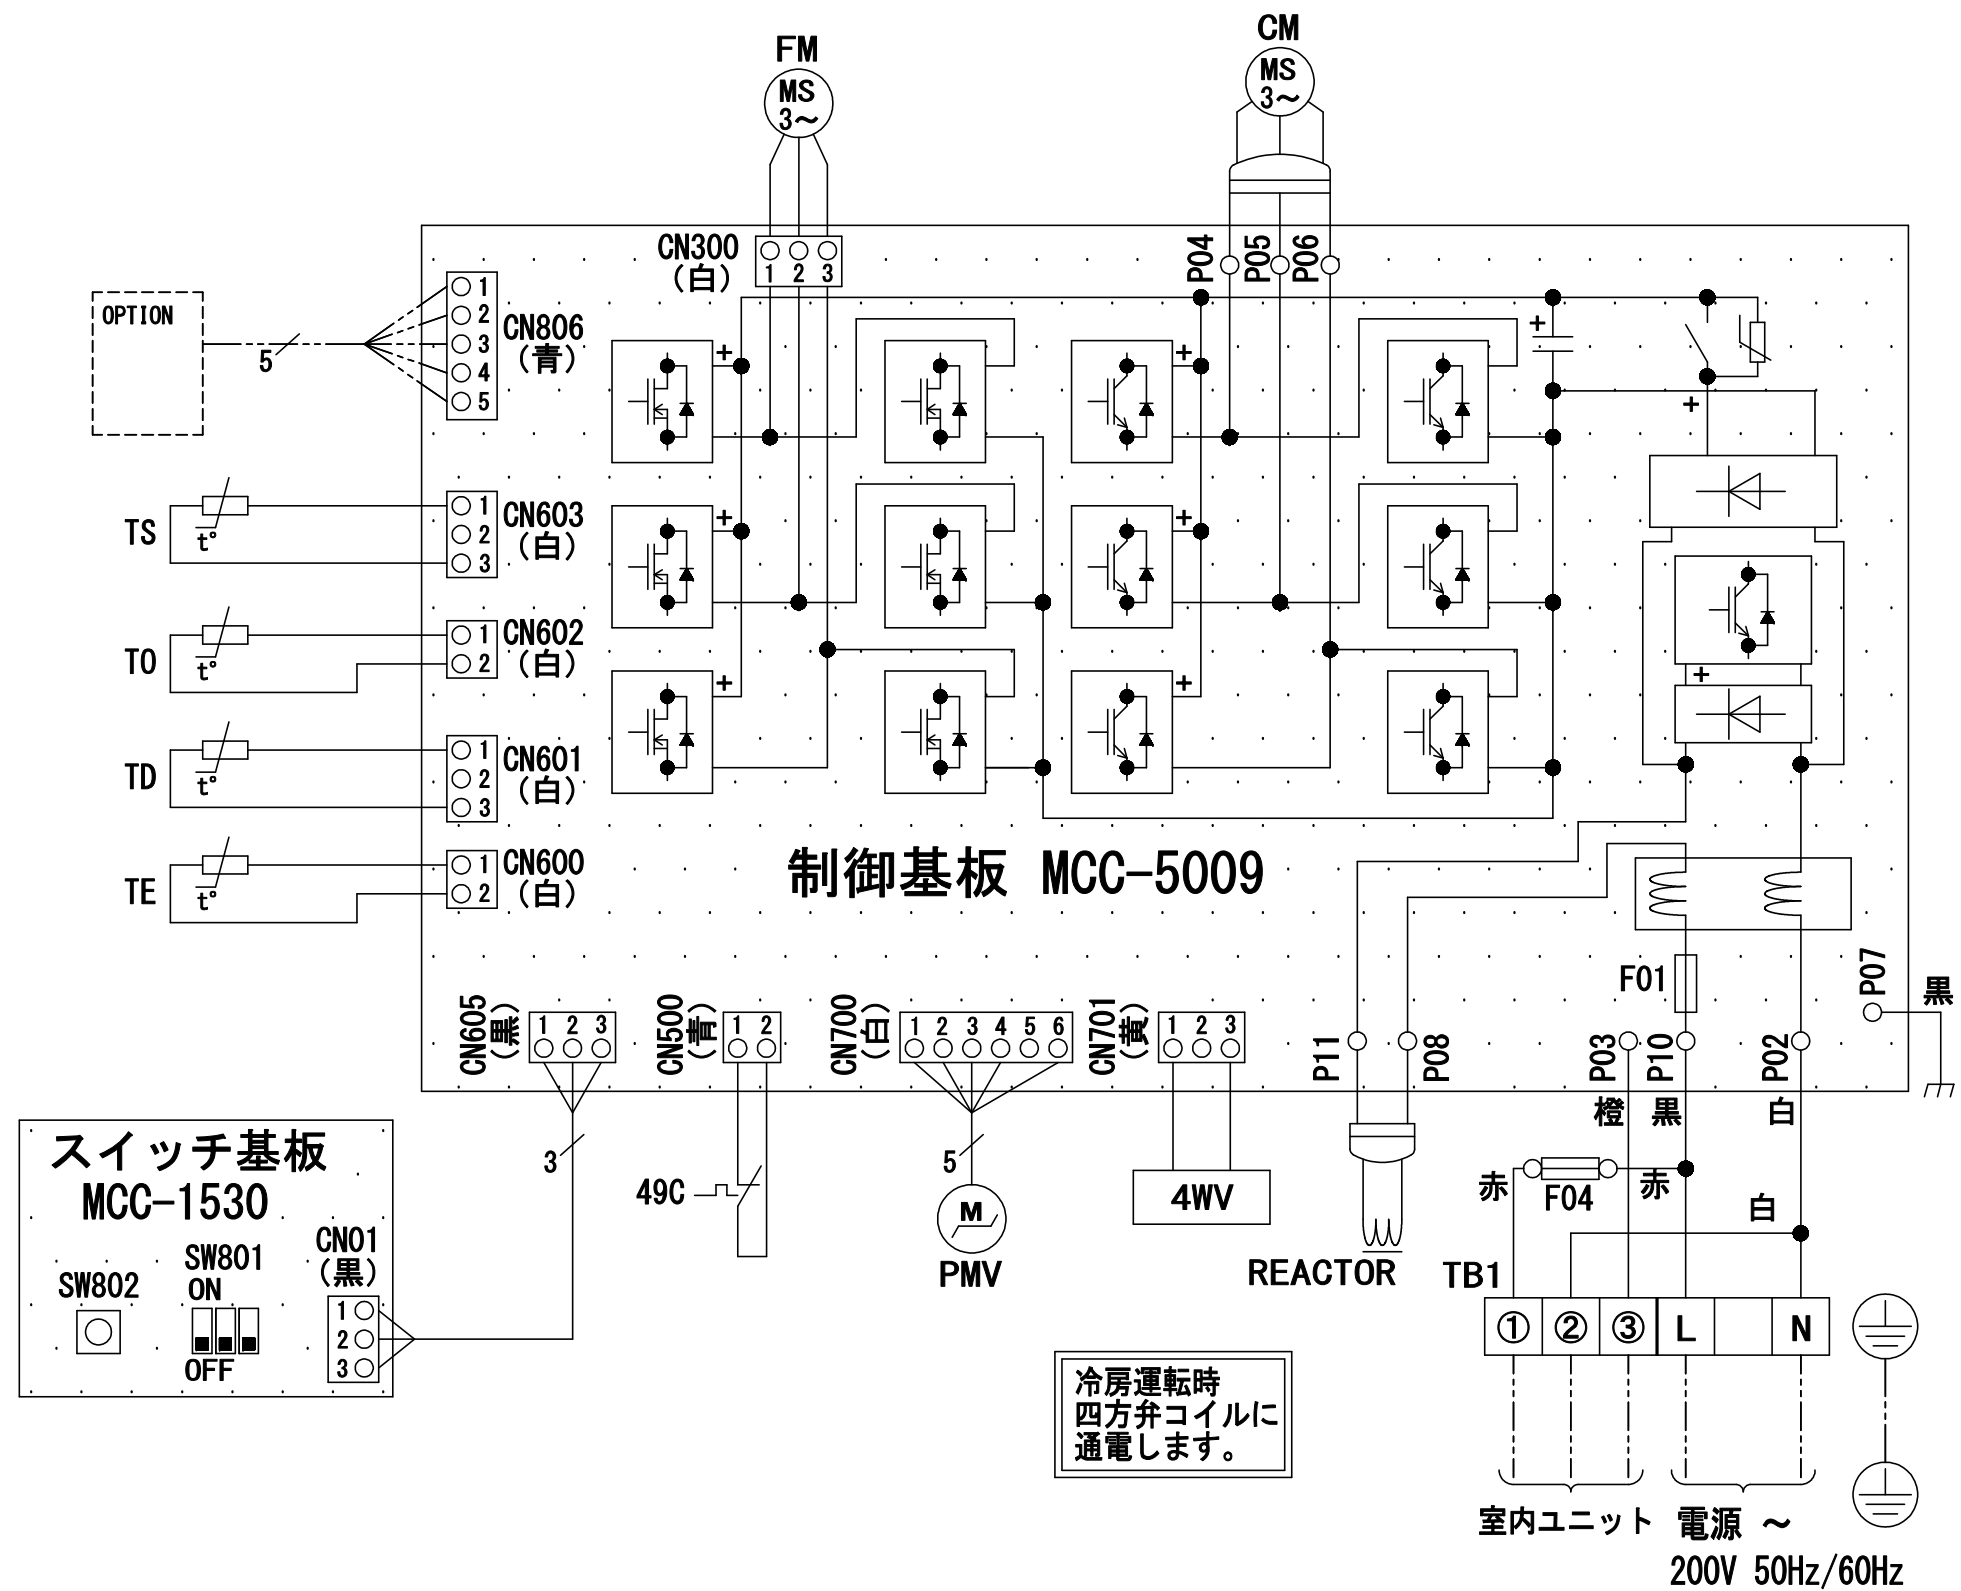 FM
MS
3～
CM
MS
3～
CN300
(白)
1 2 3
P04
P05
P06
OPTION
5
1
2
3
4
5
CN806
(青)
+
+
+
+
+
+
+
+
+
TS
t°
1
2
3
CN603
(白)
TO
t°
1
2
CN602
(白)
TD
t°
1
2
3
CN601
(白)
TE
t°
1
2
CN600
(白)
制御基板 MCC-5009
F01
P07
黒
CN605
(黒)
1 2 3
CN500
(青)
1 2
CN700
(白)
1 2 3 4 5 6
CN701
(黄)
1 2 3
P11
P08
P03
P10
P02
橙
黒
白
3
49C
5
M
PMV
4WV
REACTOR
赤
F04
赤
白
TB1
① ② ③ L N
スイッチ基板
MCC-1530
SW802
SW801
ON
OFF
CN01
(黒)
1
2
3
冷房運転時
四方弁コイルに
通電します。
室内ユニット
電源 ～
200V 50Hz/60Hz